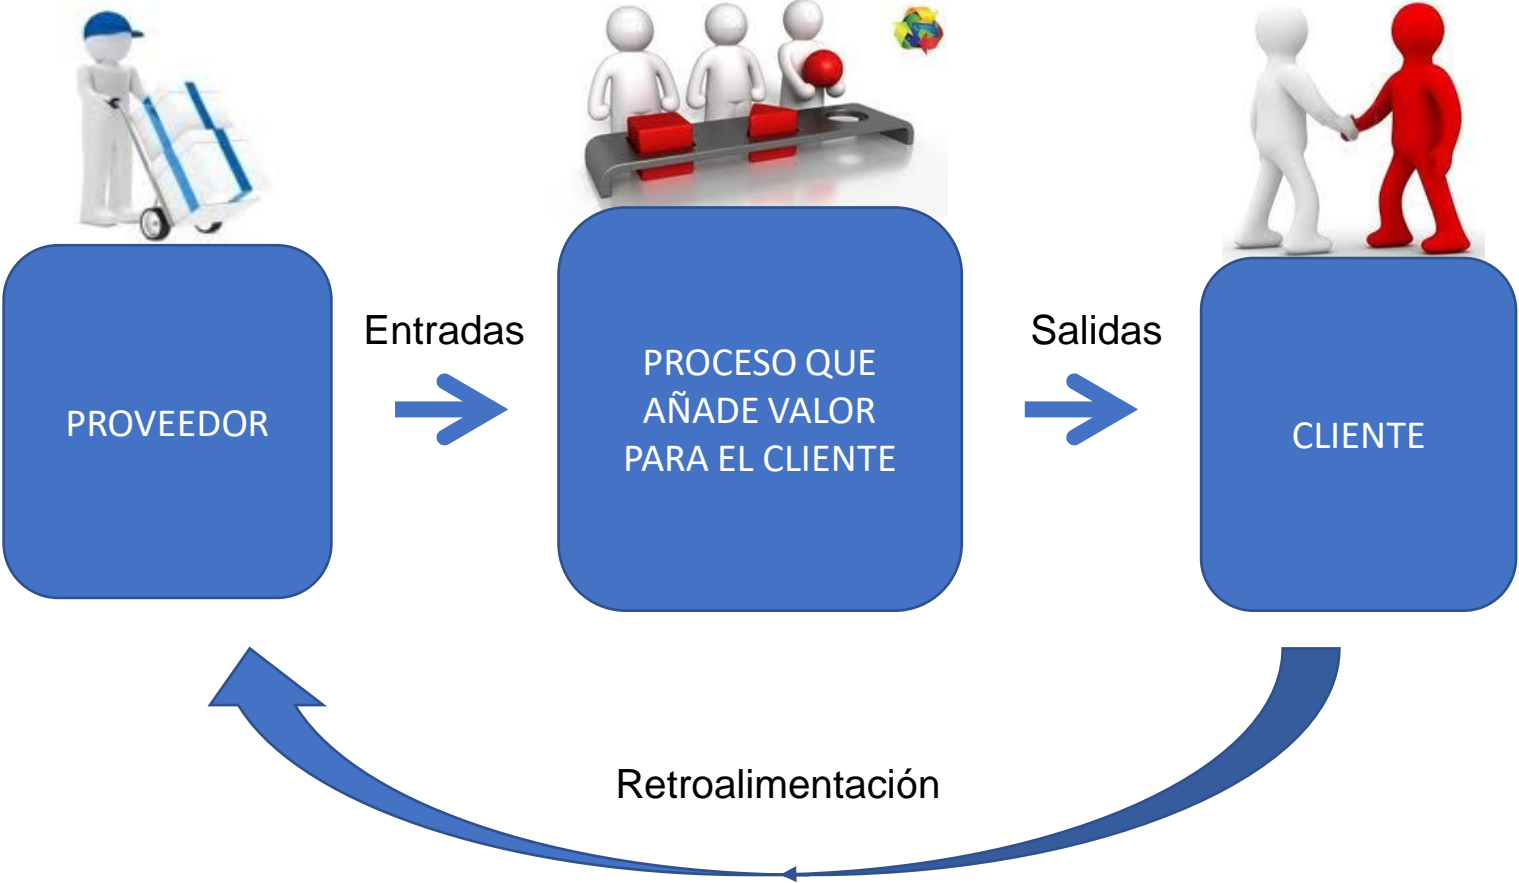 PROVEEDOR
Entradas
PROCESO QUE
AÑADE VALOR
PARA EL CLIENTE
Salidas
CLIENTE
Retroalimentación